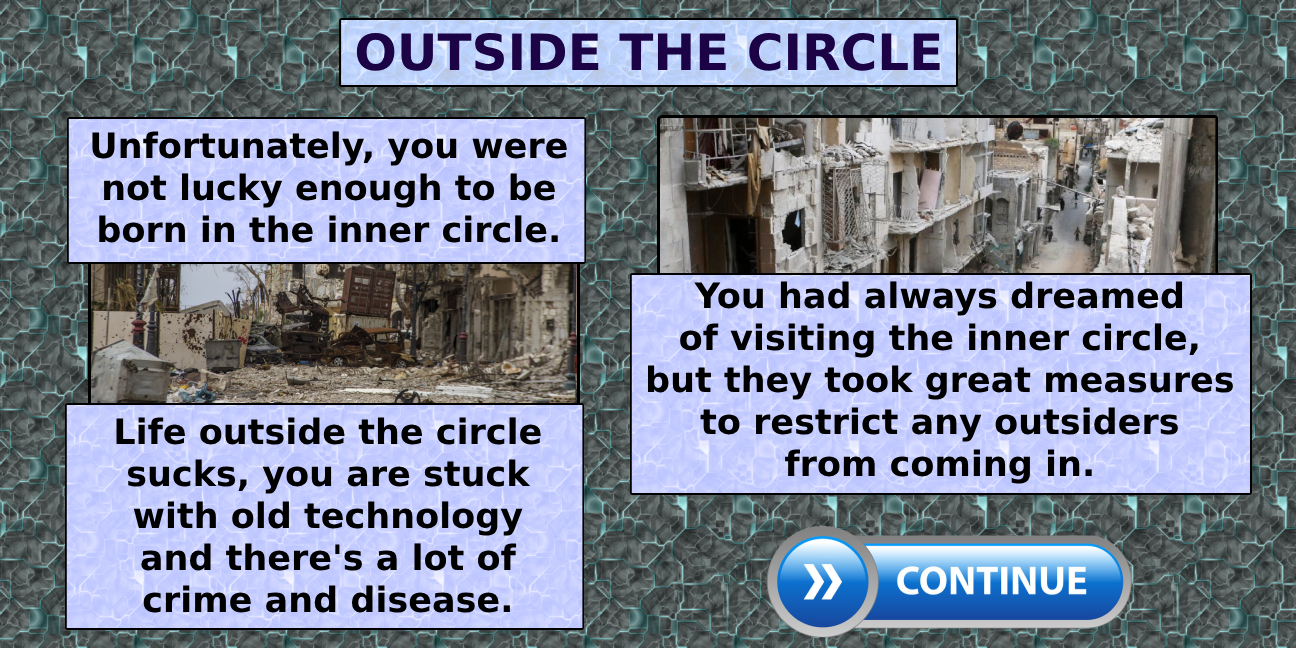 OUTSIDE THE CIRCLE
Unfortunately, you were
not lucky enough to be
born in the inner circle.
Life outside the circle
sucks, you are stuck
with old technology
and there's a lot of
crime and disease.
You had always dreamed
of visiting the inner circle,
but they took great measures
to restrict any outsiders
from coming in.
CONTINUE